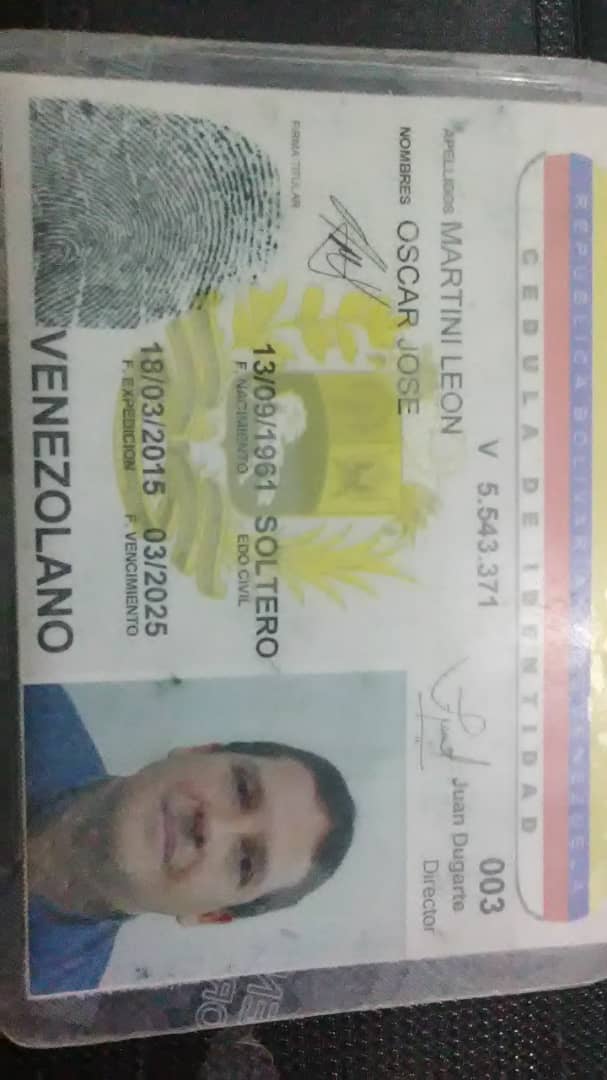 REPUBLICA BOLIVARIANA DE VENEZUELA
CEDULA DE IDENTIDAD
V 5.543.371
003
APELLIDOS MARTINI LEON
Juan Dugarte
Director
NOMBRES OSCAR JOSE
FIRMA TITULAR
13/09/1961 SOLTERO
F. NACIMIENTO EDO CIVIL
18/03/2015 03/2025
F. EXPEDICION F. VENCIMIENTO
VENEZOLANO